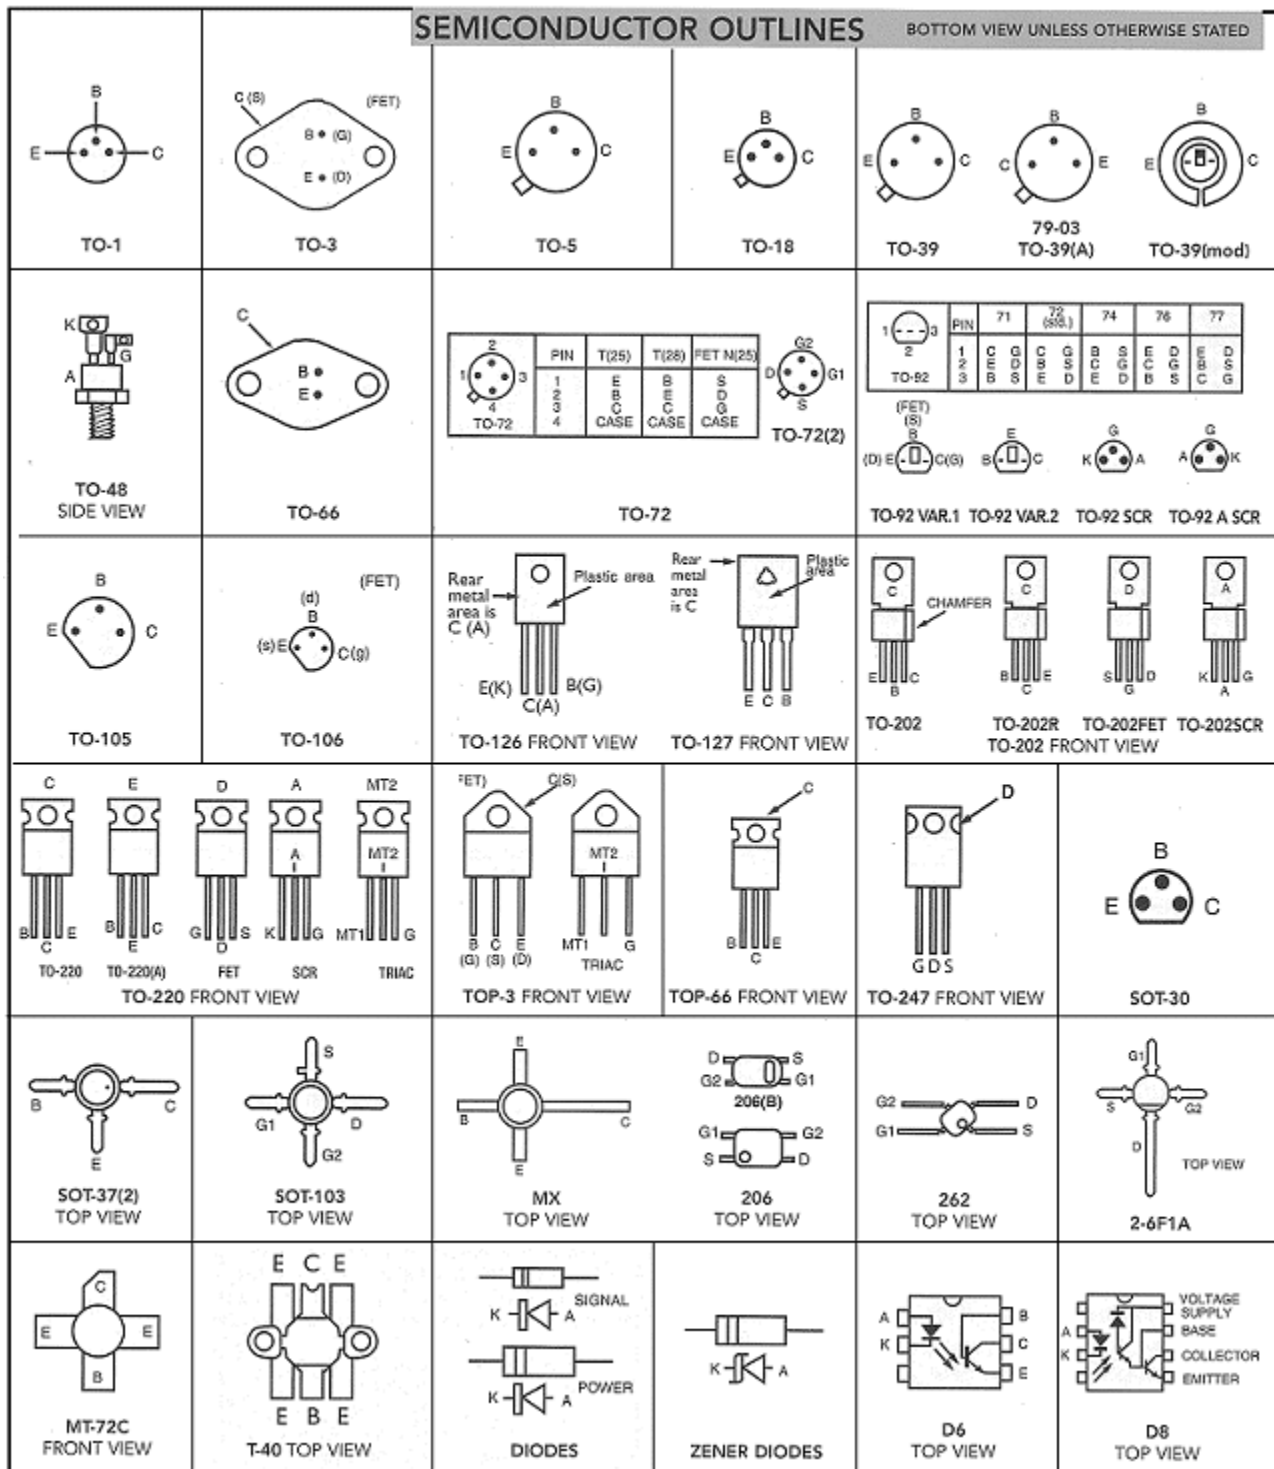 SEMICONDUCTOR OUTLINES BOTTOM VIEW UNLESS OTHERWISE STATED
B
E C
TO-1
C (S) (FET)
B (G)
E (D)
TO-3
B
E C
TO-5
B
E C
TO-18
B
E C
TO-39
B
C E
79-03
TO-39(A)
B
E C
TO-39(mod)
K
G
A
TO-48
SIDE VIEW
C
B
E
TO-66
2
1 3
4
TO-72
PIN T(25) T(28) FET N(25)
1 E B S
2 B E D
3 C C G
4 CASE CASE CASE
G2
D G1
S
TO-72(2)
TO-72
1 3
2
TO-92
PIN 71 72 (Std.) 74 76 77
1 C G C G B S E D E D
2 E D B S C G C G B S
3 B S E D E D B S C G
(FET)
(S)
B
(D) E C(G)
TO-92 VAR.1
E
B C
TO-92 VAR.2
G
K A
TO-92 SCR
G
A K
TO-92 A SCR
B
E C
TO-105
(FET)
(d)
B
(s) E C(g)
TO-106
Rear
metal
area is
C (A)
Plastic area
E(K) B(G)
C(A)
TO-126 FRONT VIEW
Rear
metal
area
is C
Plastic
area
E C B
TO-127 FRONT VIEW
C
CHAMFER
E C
B
TO-202
C
B E
C
TO-202R
D
S D
G
TO-202FET
A
K G
A
TO-202SCR
TO-202 FRONT VIEW
C
B E
C
TO-220
E
B C
E
TO-220(A)
D
G S
D
FET
A
A
K G
SCR
MT2
MT2
MT1 G
TRIAC
TO-220 FRONT VIEW
FET) C(S)
B C E
(G) (S) (D)
MT2
MT1 G
TRIAC
TOP-3 FRONT VIEW
C
B E
C
TOP-66 FRONT VIEW
D
G D S
TO-247 FRONT VIEW
B
E C
SOT-30
B C
E
SOT-37(2)
TOP VIEW
S
G1 D
G2
SOT-103
TOP VIEW
E
B C
E
MX
TOP VIEW
D S
G2 G1
206(B)
G1 G2
S D
206
TOP VIEW
G2 D
G1 S
262
TOP VIEW
G1
S G2
D
TOP VIEW
2-6F1A
C
E E
B
MT-72C
FRONT VIEW
E C E
E B E
T-40 TOP VIEW
SIGNAL
K A
POWER
K A
DIODES
K A
ZENER DIODES
A B
K C
E
D6
TOP VIEW
VOLTAGE
SUPPLY
A BASE
K COLLECTOR
EMITTER
D8
TOP VIEW